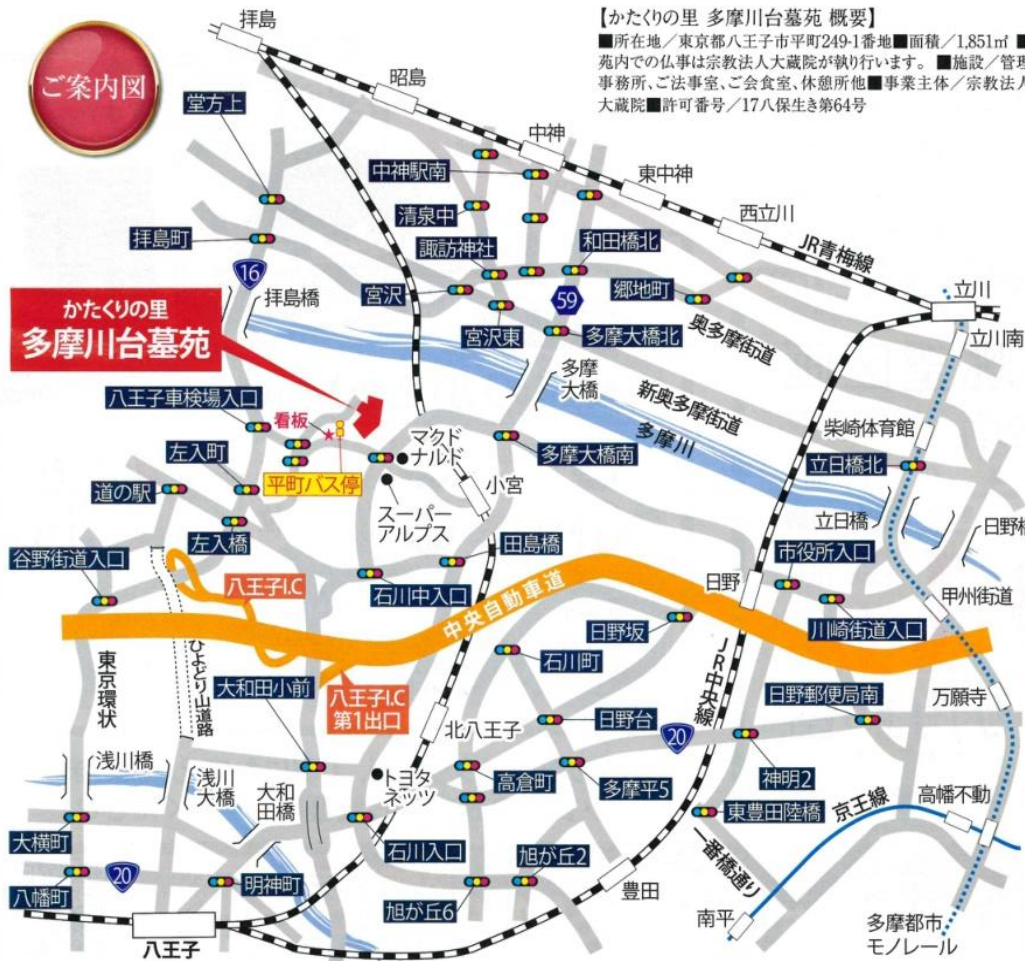 【かたくりの里 多摩川台墓苑 概要】
■所在地／東京都八王子市平町249-1番地■面積／1,851㎡ ■
苑内での仏事は宗教法人大蔵院が執り行います。■施設／管理
事務所、ご法事室、ご会食室、休憩所他■事業主体／宗教法人
大蔵院■許可番号／17八保生き第64号
ご案内図
拝島
昭島
堂方上
中神
中神駅南
東中神
清泉中
西立川
拝島町
諏訪神社
和田橋北
JR青梅線
16
拝島橋
宮沢
59
郷地町
立川
かたくりの里
多摩川台墓苑
宮沢東
多摩大橋北
奥多摩街道
立川南
多摩
大橋
八王子車検場入口
新奥多摩街道
看板
マクド
ナルド
多摩川
柴崎体育館
左入町
多摩大橋南
立日橋北
道の駅
平町バス停
小宮
スーパー
アルプス
立日橋
左入橋
田島橋
市役所入口
谷野街道入口
八王子I.C
石川中入口
中央自動車道
日野
甲州街道
日野坂
川崎街道入口
東京環状
ひよどり山道路
大和田小前
八王子I.C
第1出口
石川町
JR中央線
日野郵便局南
万願寺
北八王子
日野台
20
浅川橋
浅川
大橋
大和
田橋
トヨタ
ネッツ
高倉町
多摩平5
神明2
高幡不動
東豊田陸橋
京王線
大横町
石川入口
旭が丘2
一番橋通り
八幡町
20
明神町
旭が丘6
豊田
南平
多摩都市
モノレール
八王子